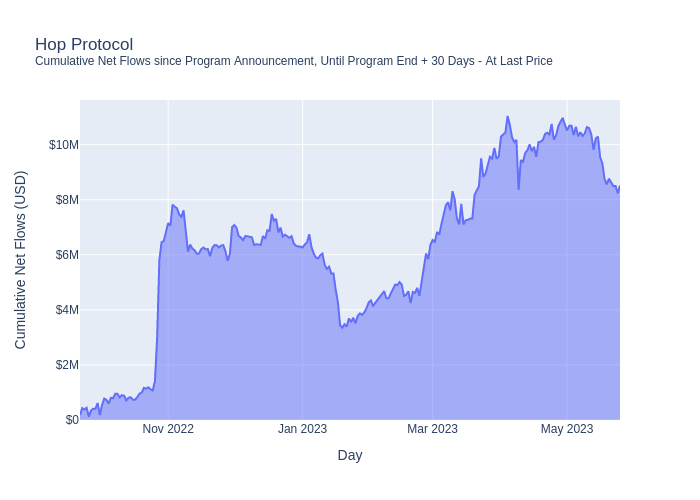 Hop Protocol
Cumulative Net Flows since Program Announcement, Until Program End + 30 Days - At Last Price
Cumulative Net Flows (USD)
$10M
$8M
$6M
$4M
$2M
$0
Nov 2022
Jan 2023
Mar 2023
May 2023
Day